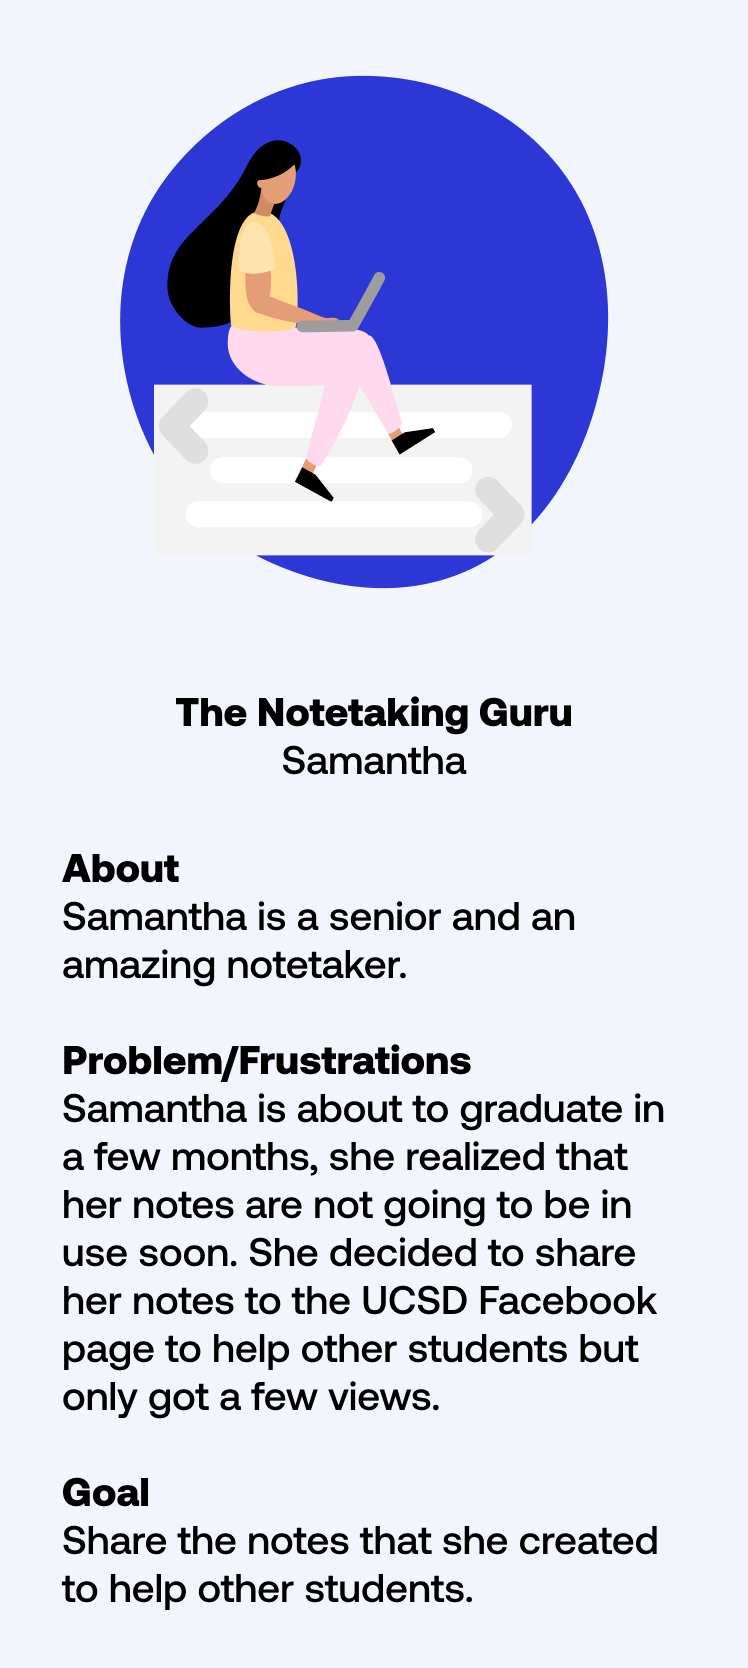 The Notetaking Guru
Samantha
About
Samantha is a senior and an
amazing notetaker.
Problem/Frustrations
Samantha is about to graduate in
a few months, she realized that
her notes are not going to be in
use soon. She decided to share
her notes to the UCSD Facebook
page to help other students but
only got a few views.
Goal
Share the notes that she created
to help other students.